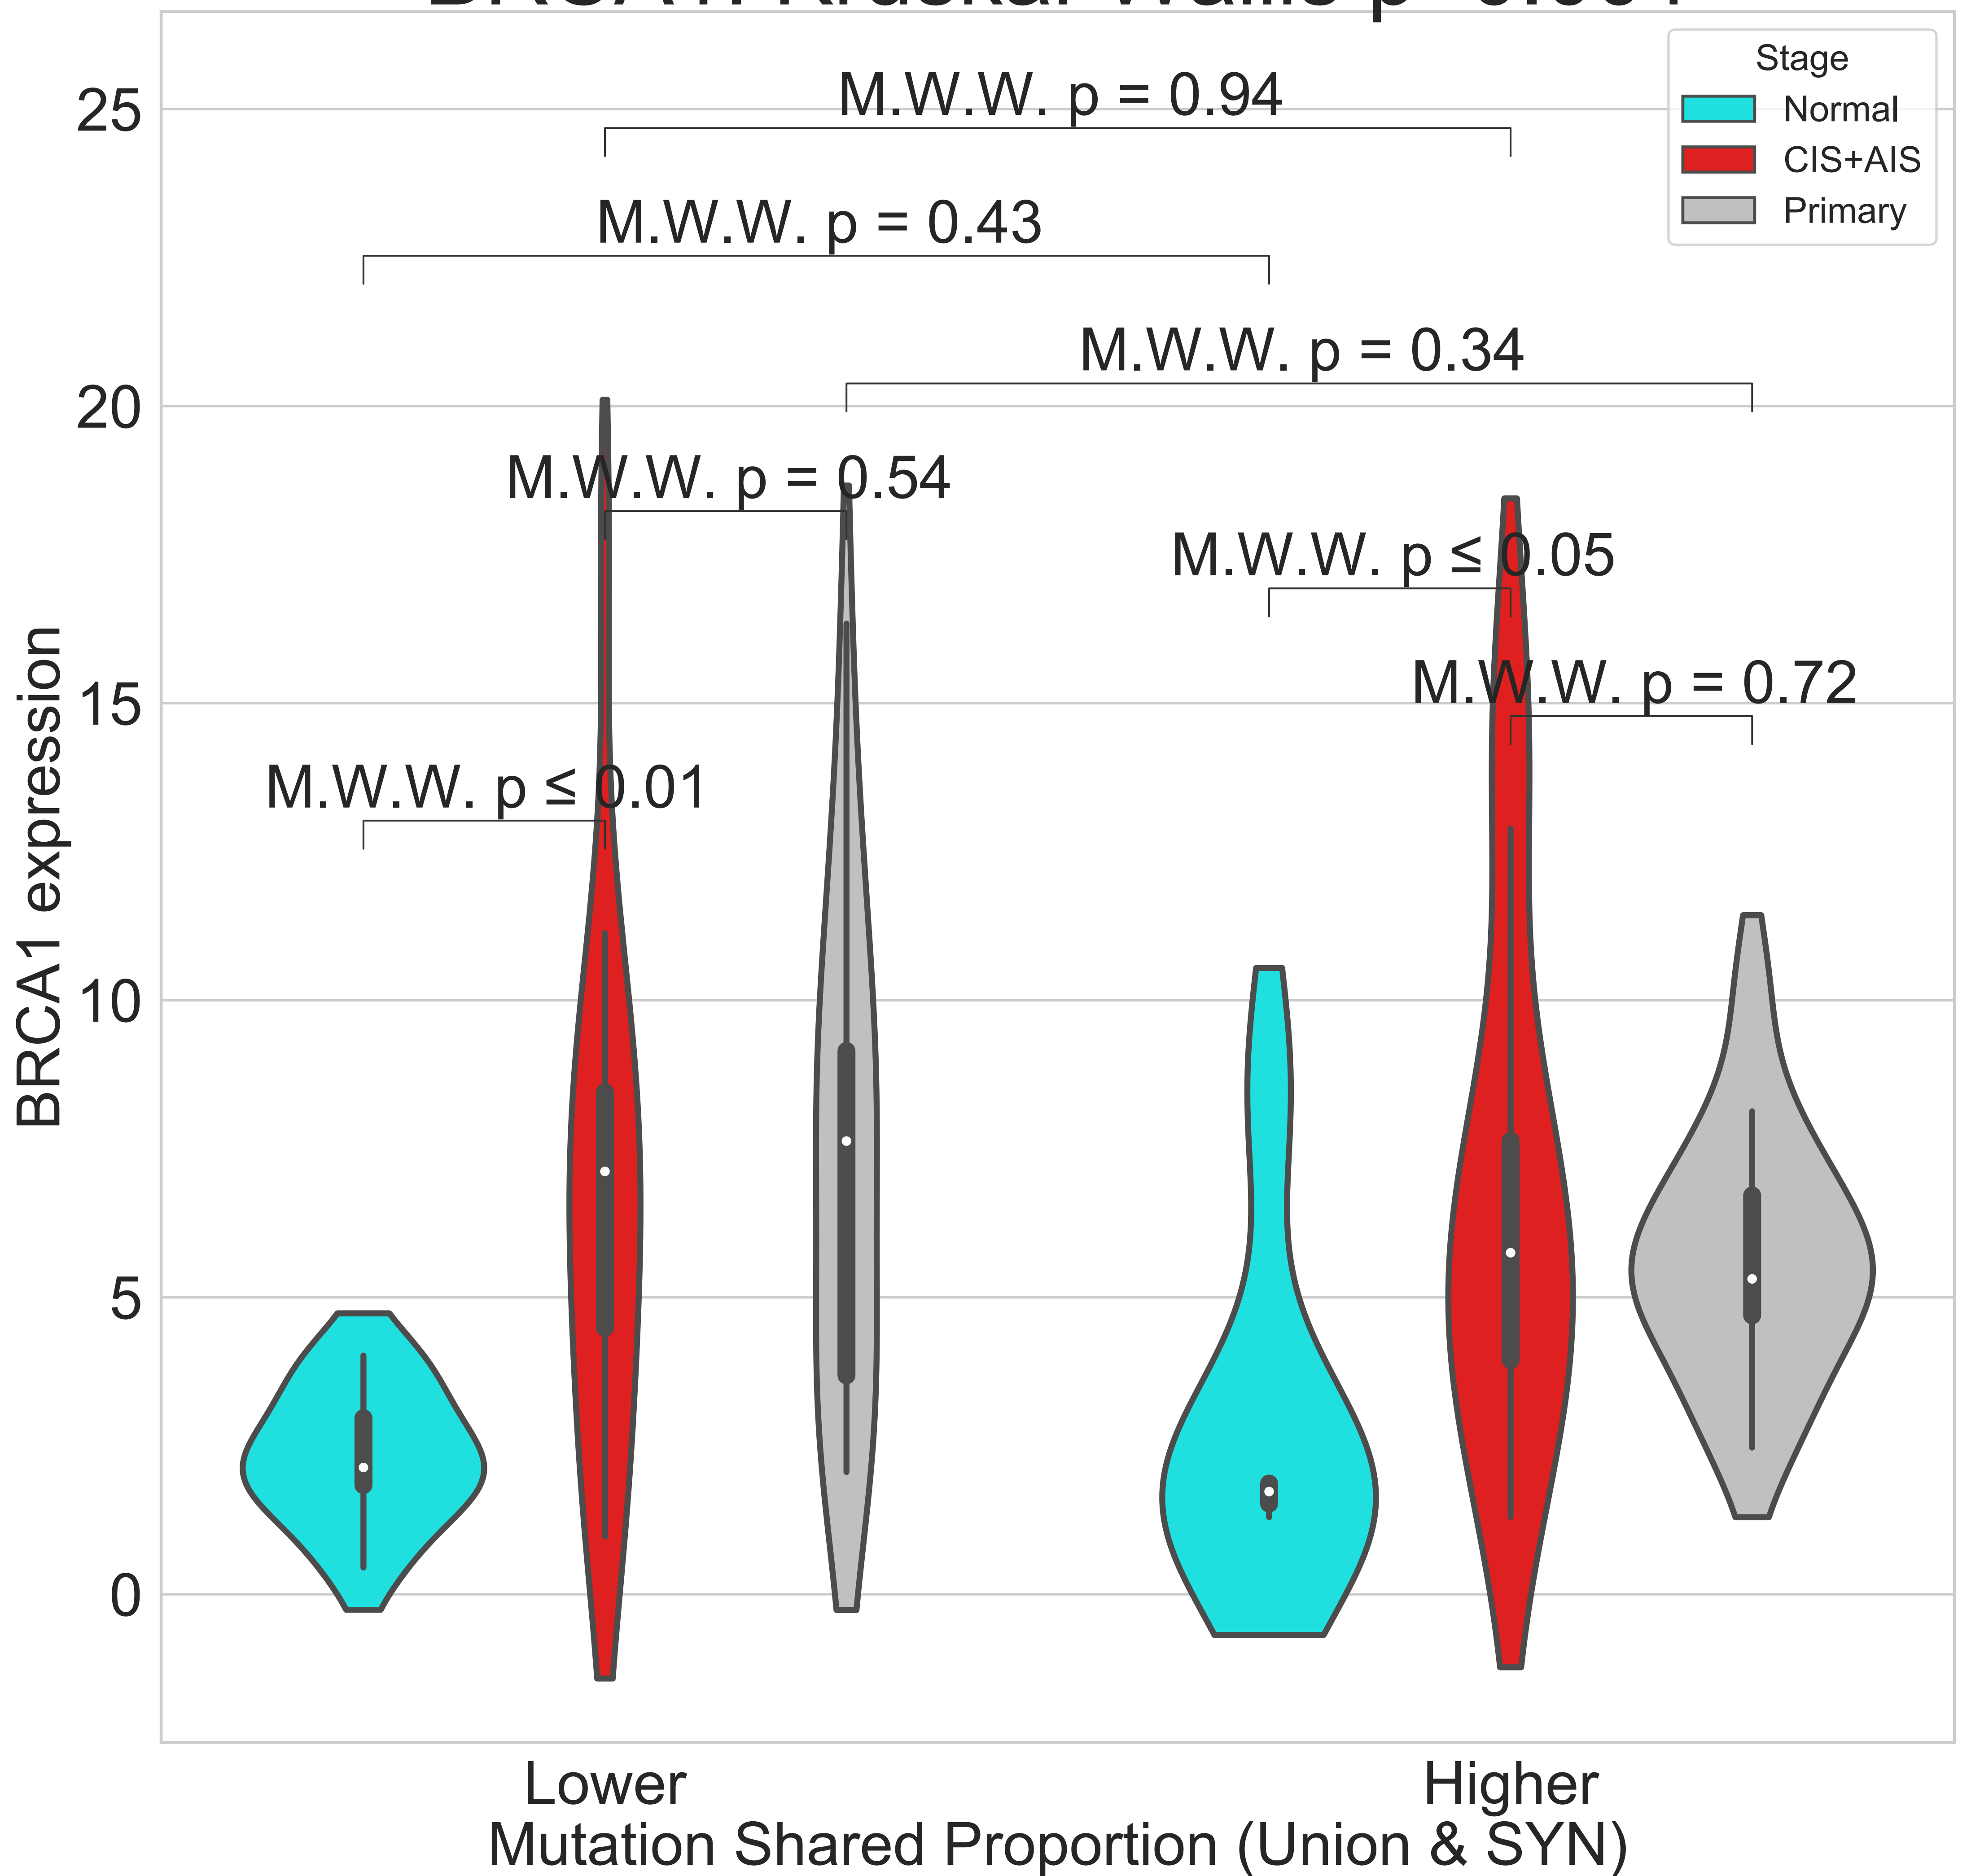 Stage
Normal
CIS+AIS
Primary
M.W.W. p = 0.94
M.W.W. p = 0.43
M.W.W. p = 0.34
M.W.W. p = 0.54
M.W.W. p ≤ 0.05
M.W.W. p = 0.72
M.W.W. p ≤ 0.01
BRCA1 expression
25
20
15
10
5
0
Lower
Higher
Mutation Shared Proportion (Union & SYN)